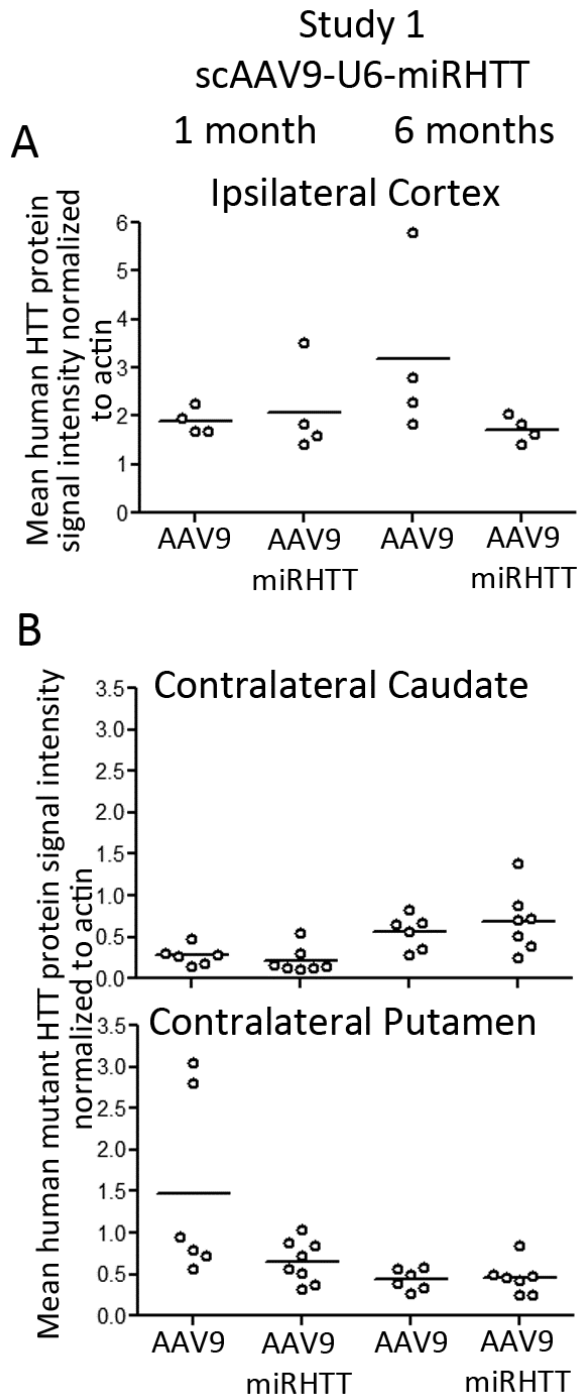 Study 1
scAAV9-U6-miRHTT
1 month 6 months
A
Ipsilateral Cortex
Mean human HTT protein
signal intensity normalized
to actin
6
5
4
3
2
1
0
AAV9 AAV9 AAV9 AAV9
miRHTT miRHTT
B
Mean human mutant HTT protein signal intensity
normalized to actin
Contralateral Caudate
3.5
3.0
2.5
2.0
1.5
1.0
0.5
0.0
Contralateral Putamen
3.5
3.0
2.5
2.0
1.5
1.0
0.5
0.0
AAV9 AAV9 AAV9 AAV9
miRHTT miRHTT